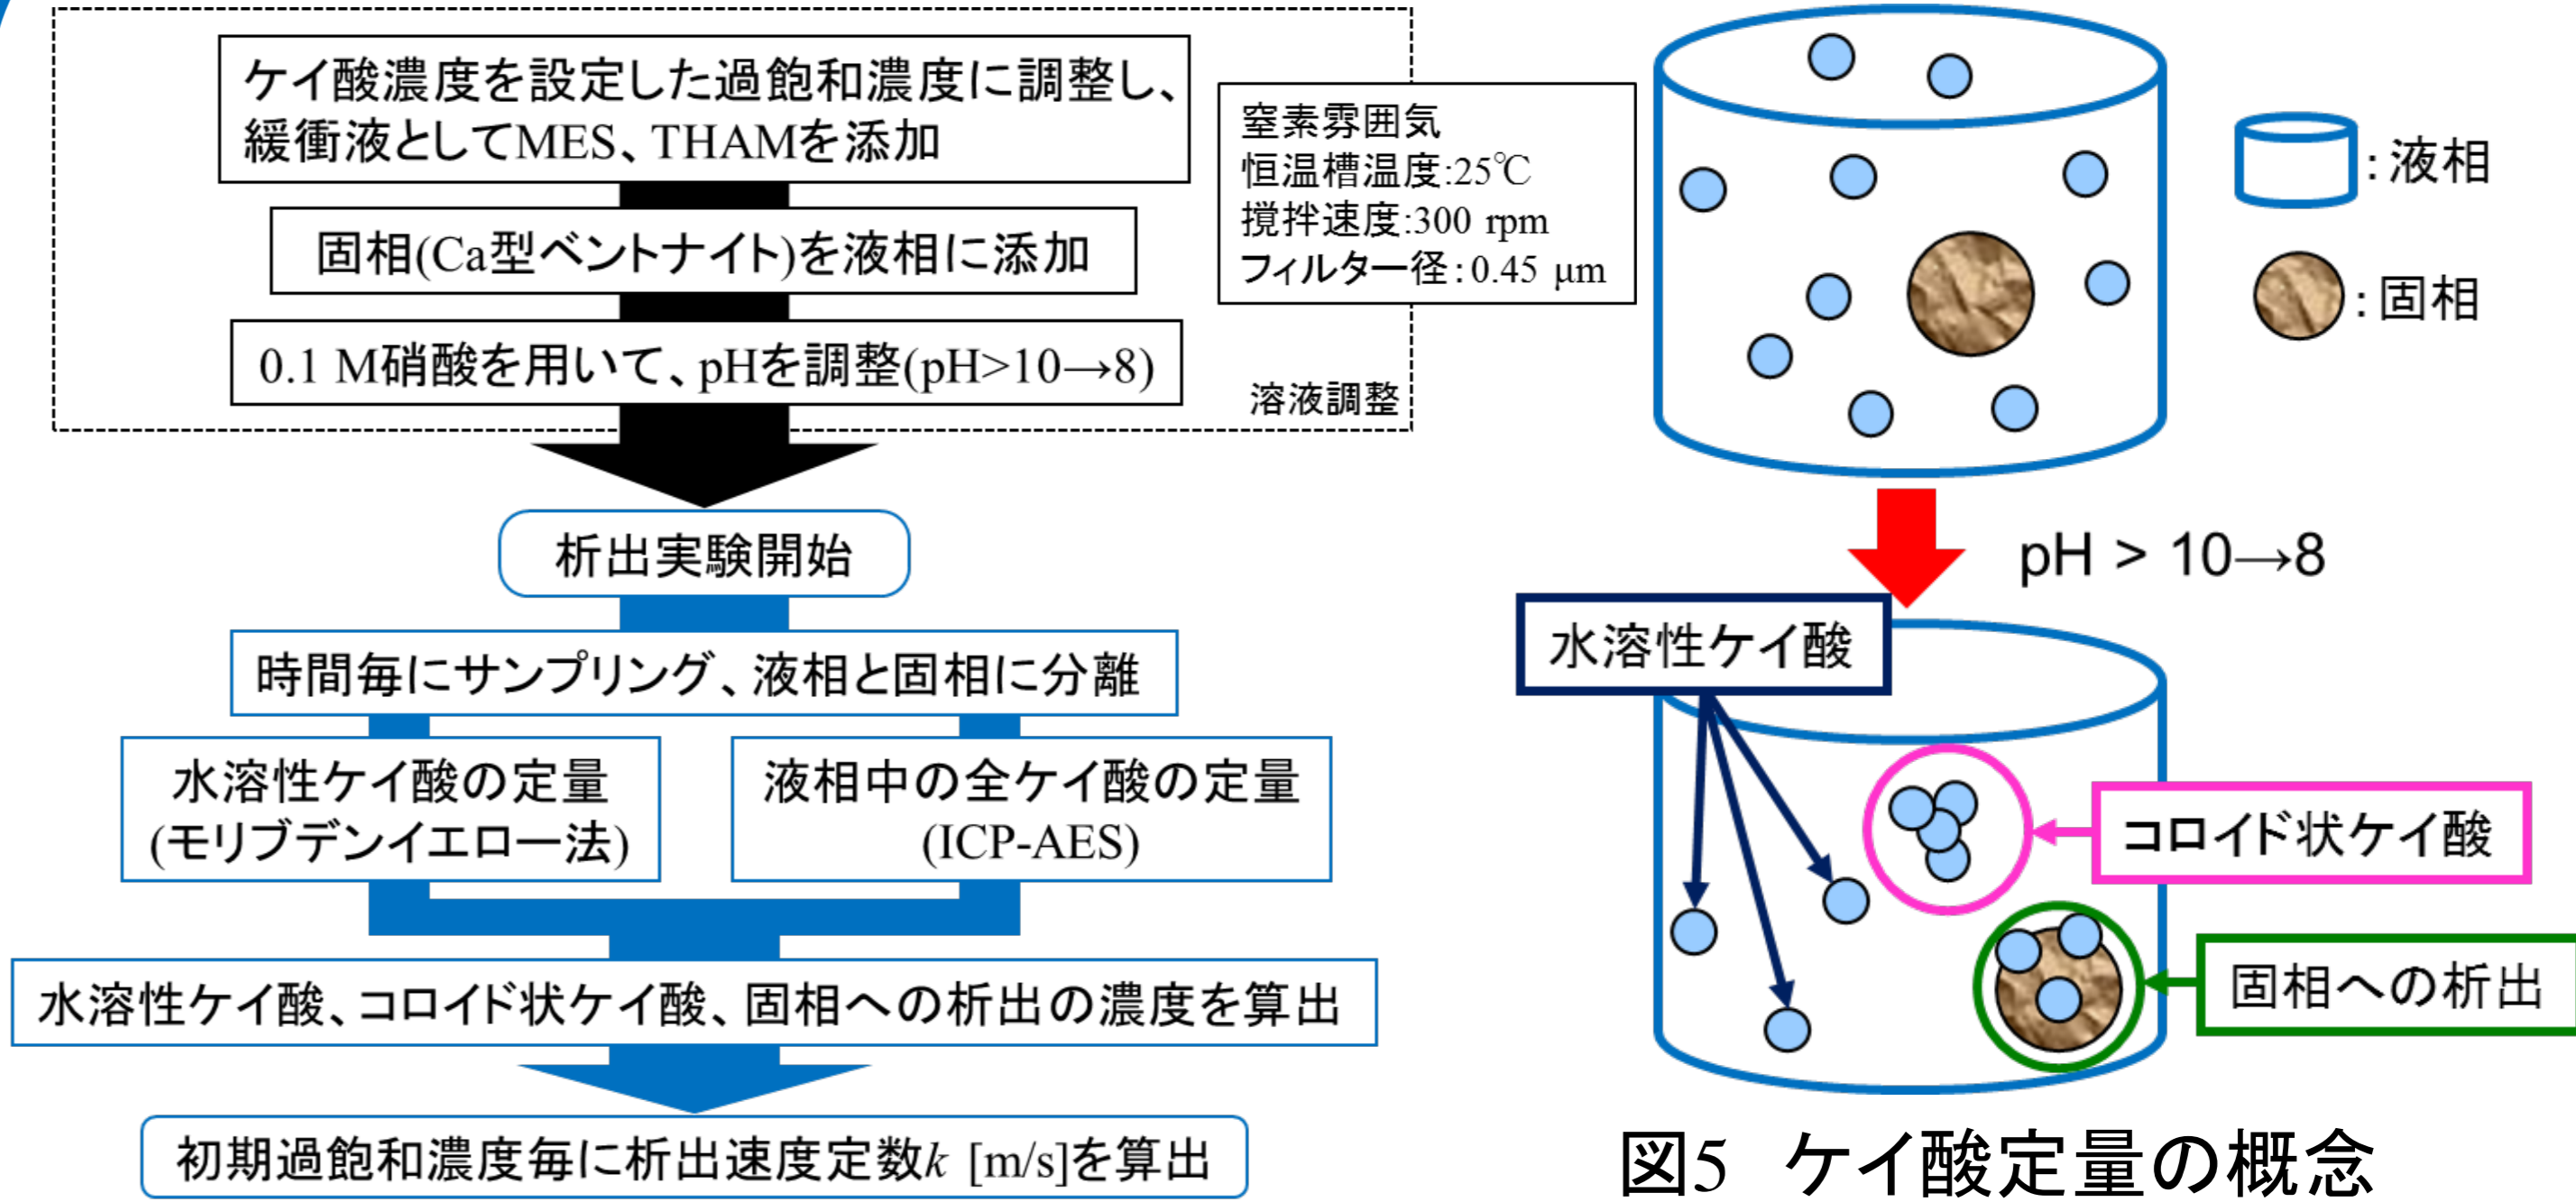 ケイ酸濃度を設定した過飽和濃度に調整し、
緩衝液としてMES、THAMを添加
固相(Ca型ベントナイト)を液相に添加
0.1 M硝酸を用いて、pHを調整(pH>10→8)
溶液調整
窒素雰囲気
恒温槽温度:25℃
撹拌速度:300 rpm
フィルター径:0.45 μm
析出実験開始
時間毎にサンプリング、液相と固相に分離
水溶性ケイ酸の定量
(モリブデンイエロー法)
液相中の全ケイ酸の定量
(ICP-AES)
水溶性ケイ酸、コロイド状ケイ酸、固相への析出の濃度を算出
初期過飽和濃度毎に析出速度定数k [m/s]を算出
:液相
:固相
pH > 10→8
水溶性ケイ酸
コロイド状ケイ酸
固相への析出
図5 ケイ酸定量の概念